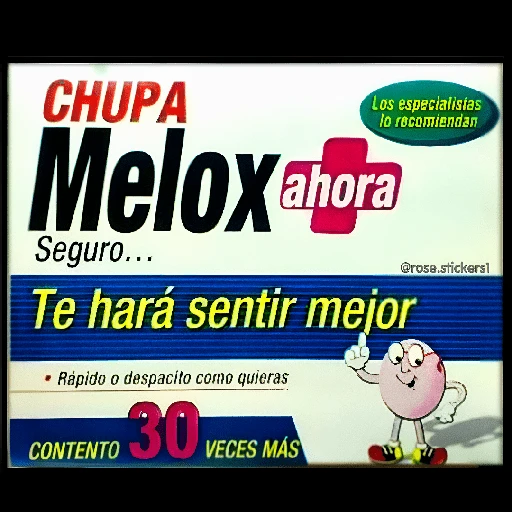 CHUPA
Los especialistas
lo recomiendan
Melox ahora
Seguro...
@rose.stickers1
Te hará sentir mejor
• Rápido o despacito como quieras
CONTENTO 30 VECES MÁS